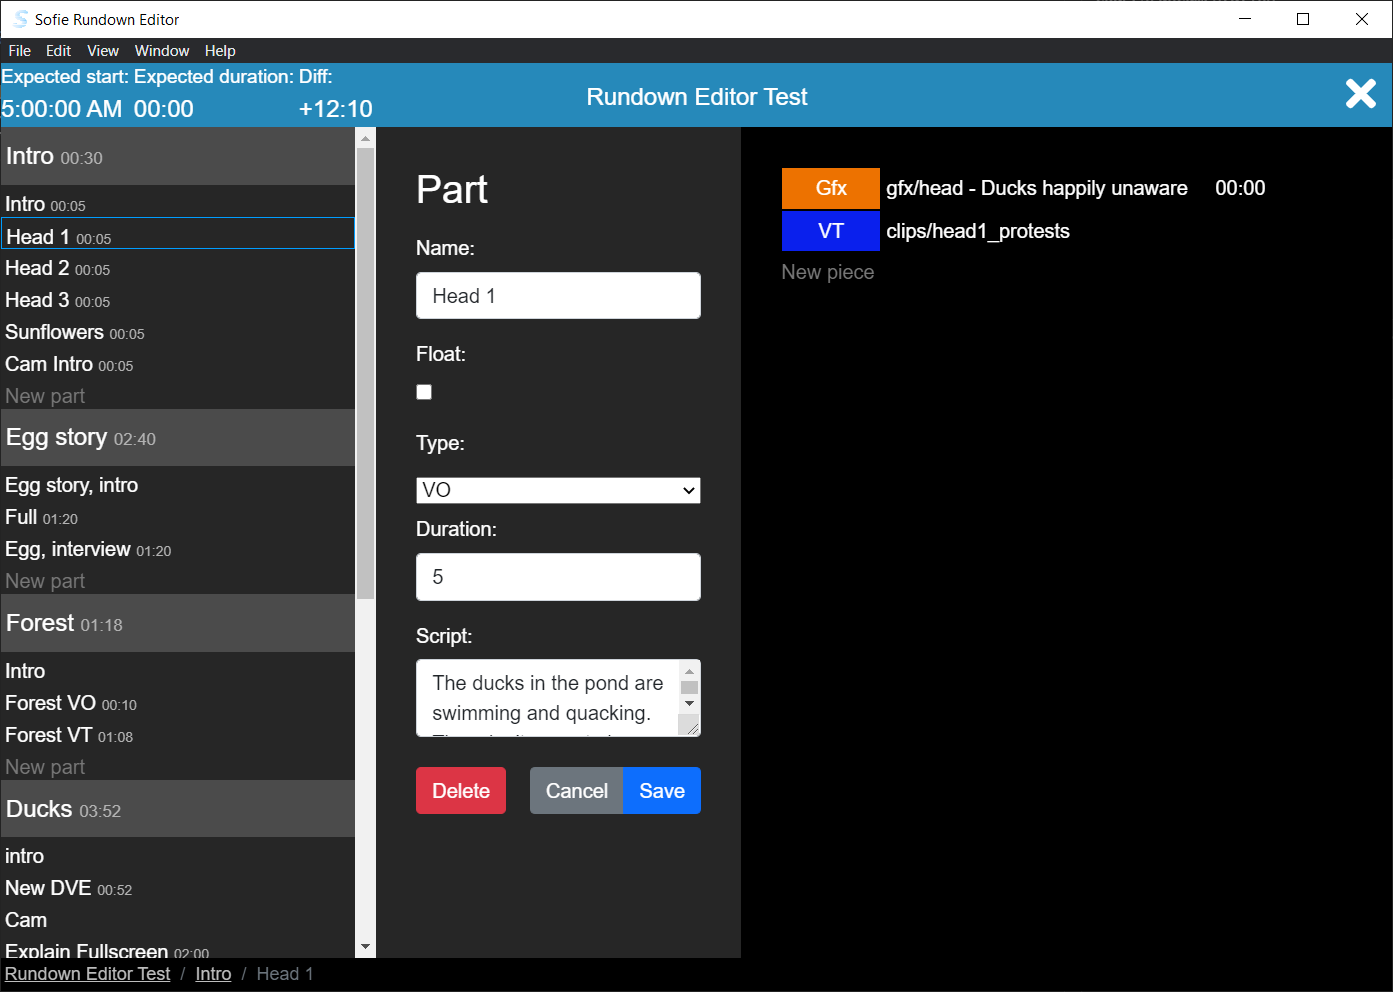 Sofie Rundown Editor
File Edit View Window Help
Expected start: Expected duration: Diff:
5:00:00 AM 00:00 +12:10
Rundown Editor Test
Intro 00:30
Intro 00:05
Head 1 00:05
Head 2 00:05
Head 3 00:05
Sunflowers 00:05
Cam Intro 00:05
New part
Egg story 02:40
Egg story, intro
Full 01:20
Egg, interview 01:20
New part
Forest 01:18
Intro
Forest VO 00:10
Forest VT 01:08
New part
Ducks 03:52
intro
New DVE 00:52
Cam
Explain Fullscreen 02:00
Part
Name:
Head 1
Float:
Type:
VO
Duration:
5
Script:
The ducks in the pond are
swimming and quacking.
Delete Cancel Save
Gfx gfx/head - Ducks happily unaware 00:00
VT clips/head1_protests
New piece
Rundown Editor Test / Intro / Head 1